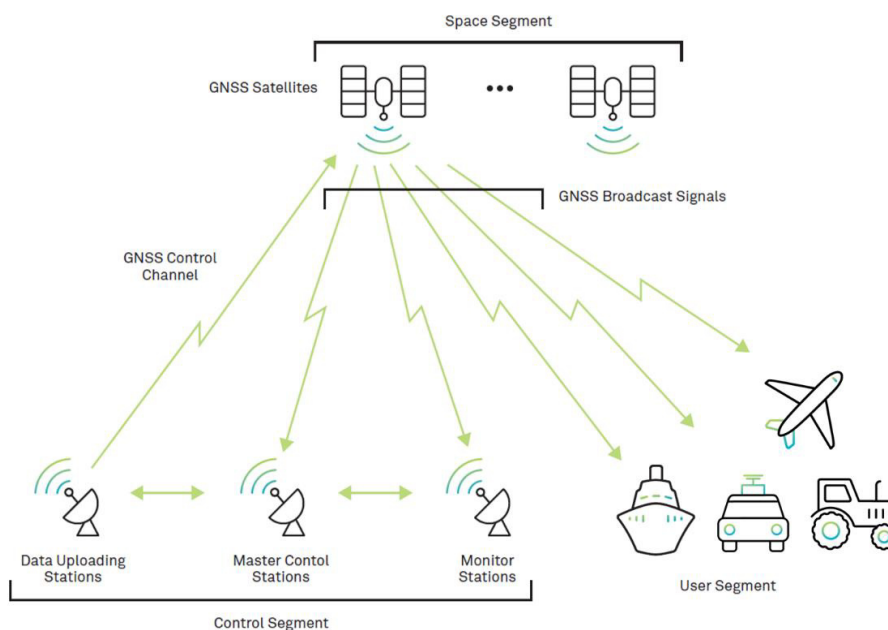 Space Segment
GNSS Satellites
GNSS Broadcast Signals
GNSS Control
Channel
Data Uploading
Stations
Master Contol
Stations
Monitor
Stations
User Segment
Control Segment